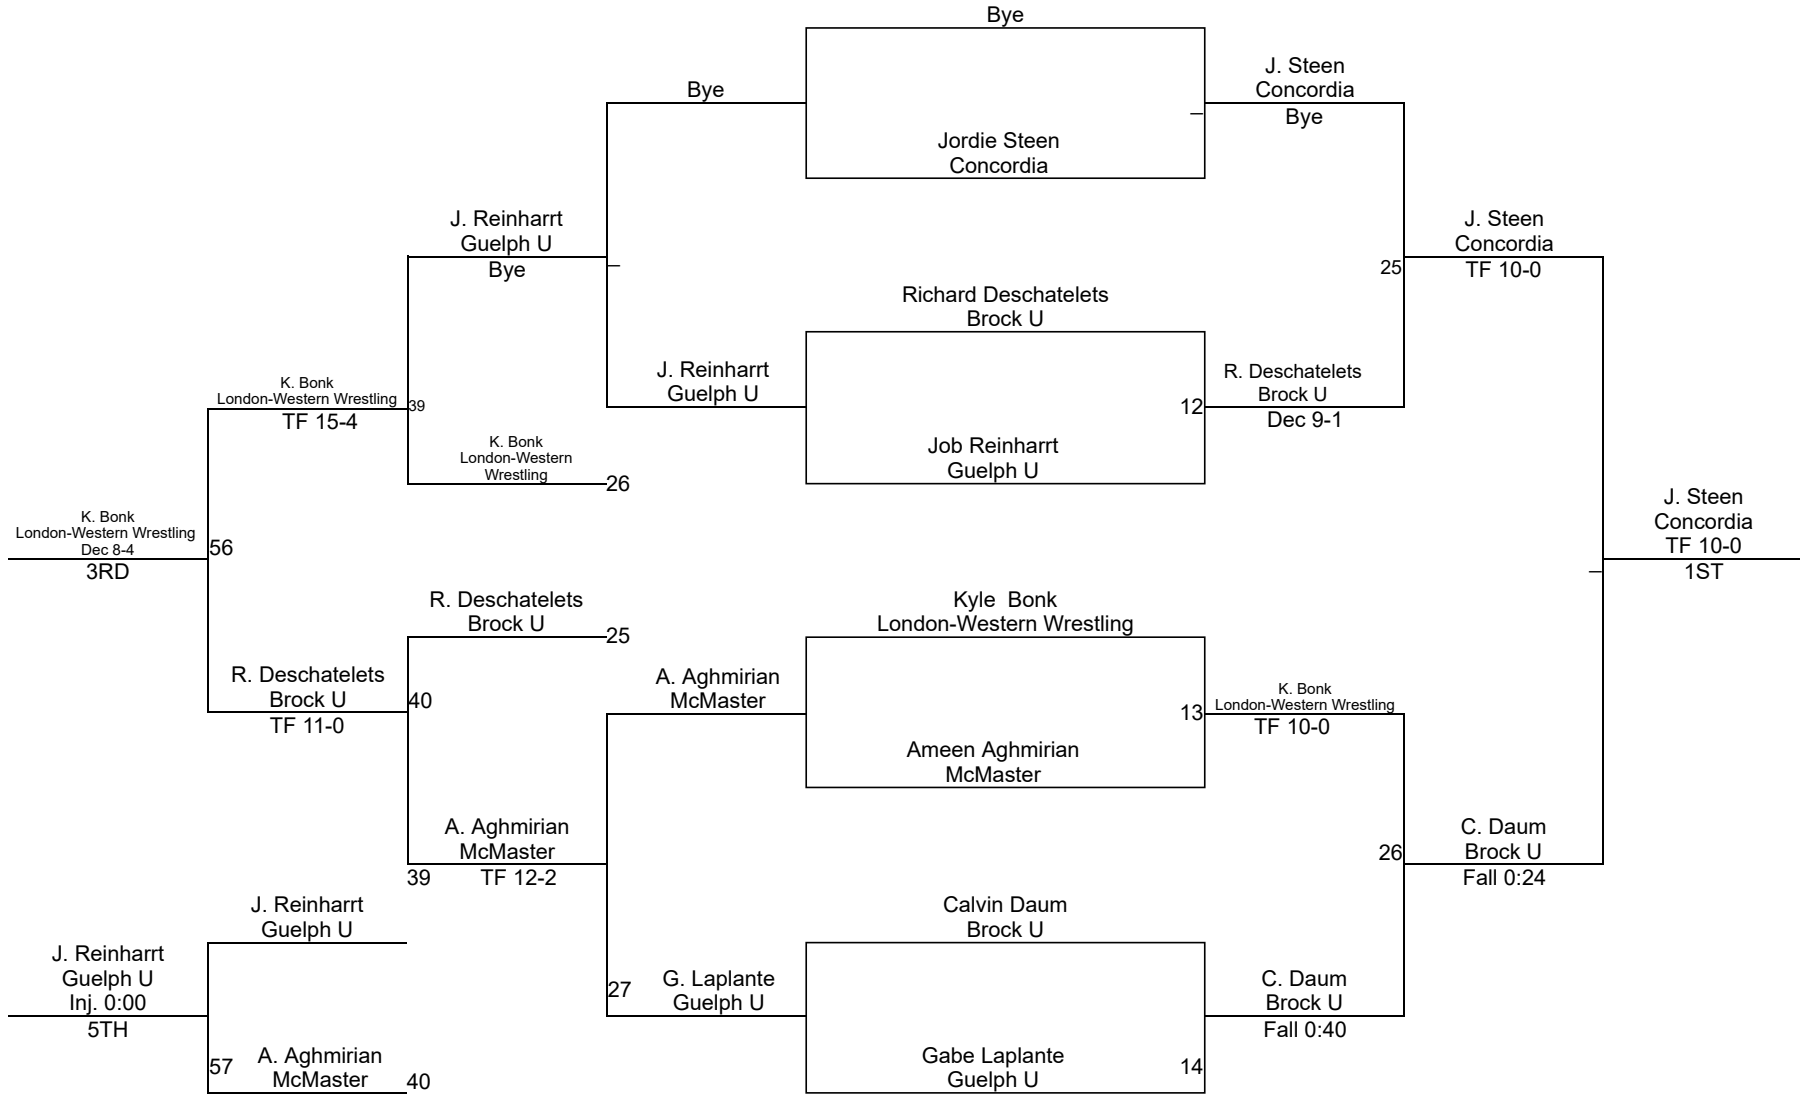 Bye
Bye
J. Steen
Concordia
Bye
Jordie Steen
Concordia
J. Reinharrt
Guelph U
Bye
J. Steen
Concordia
TF 10-0
25
Richard Deschatelets
Brock U
J. Reinharrt
Guelph U
12
R. Deschatelets
Brock U
Dec 9-1
Job Reinharrt
Guelph U
K. Bonk
London-Western Wrestling
TF 15-4
39
K. Bonk
London-Western
Wrestling
26
K. Bonk
London-Western Wrestling
Dec 8-4
3RD
56
J. Steen
Concordia
TF 10-0
1ST
R. Deschatelets
Brock U
25
Kyle  Bonk
London-Western Wrestling
R. Deschatelets
Brock U
TF 11-0
40
A. Aghmirian
McMaster
13
K. Bonk
London-Western Wrestling
TF 10-0
Ameen Aghmirian
McMaster
A. Aghmirian
McMaster
TF 12-2
39
26
C. Daum
Brock U
Fall 0:24
J. Reinharrt
Guelph U
Calvin Daum
Brock U
J. Reinharrt
Guelph U
Inj. 0:00
5TH
27
G. Laplante
Guelph U
C. Daum
Brock U
Fall 0:40
57
A. Aghmirian
McMaster
40
Gabe Laplante
Guelph U
14